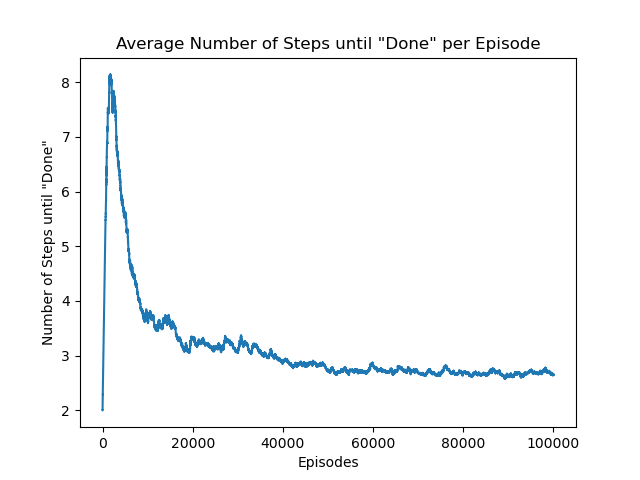 Average Number of Steps until "Done" per Episode
Number of Steps until "Done"
8
7
6
5
4
3
2
0 20000 40000 60000 80000 100000
Episodes